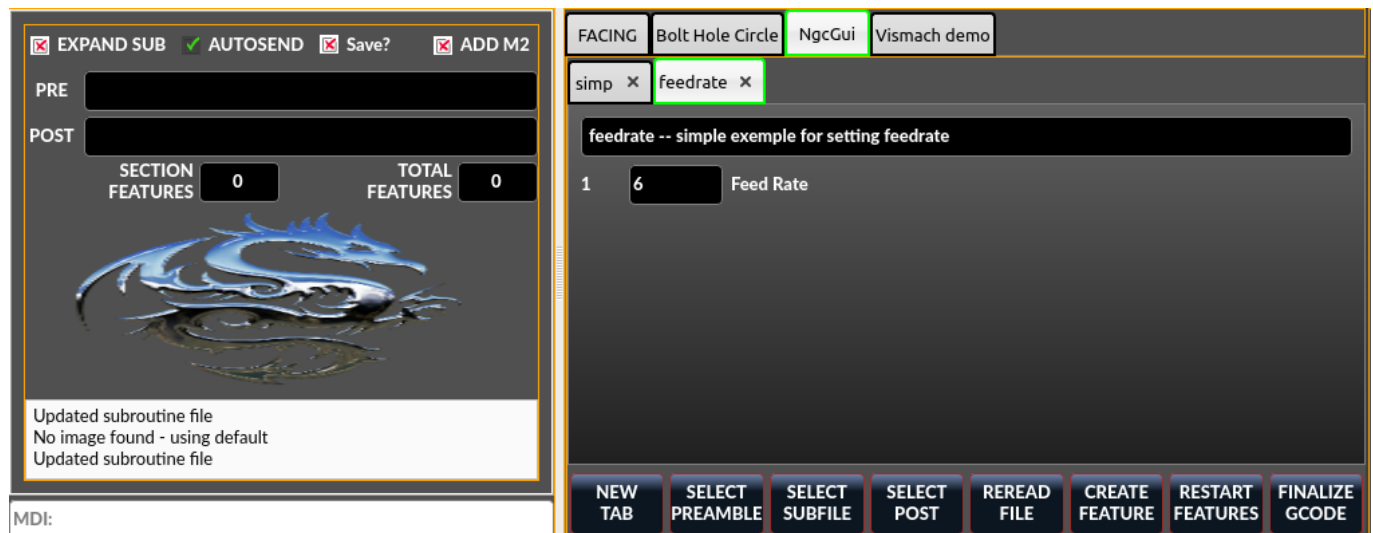 EXPAND SUB AUTOSEND Save? ADD M2
PRE
POST
SECTION FEATURES 0 TOTAL FEATURES 0
Updated subroutine file
No image found - using default
Updated subroutine file
MDI:
FACING Bolt Hole Circle NgcGui Vismach demo
simp feedrate
feedrate -- simple exemple for setting feedrate
1 6 Feed Rate
NEW TAB SELECT PREAMBLE SELECT SUBFILE SELECT POST REREAD FILE CREATE FEATURE RESTART FEATURES FINALIZE GCODE